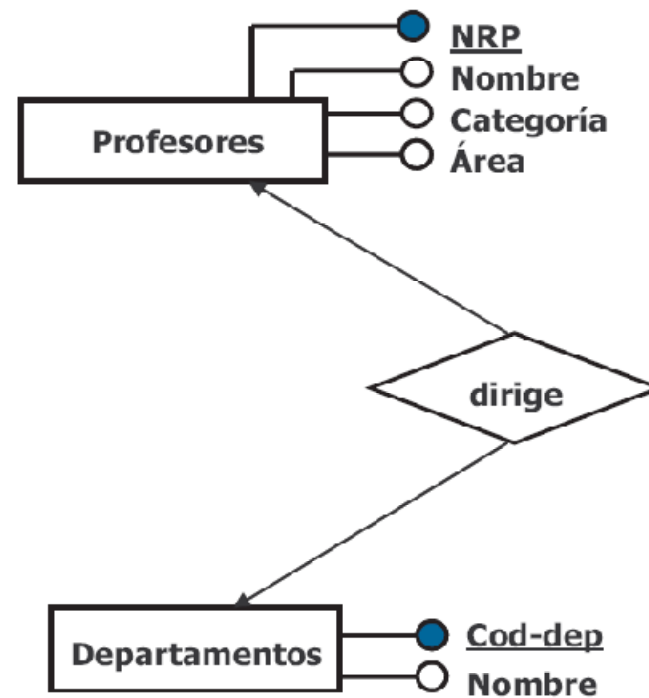 NRP
Nombre
Categoría
Área
Profesores
dirige
Departamentos
Cod-dep
Nombre